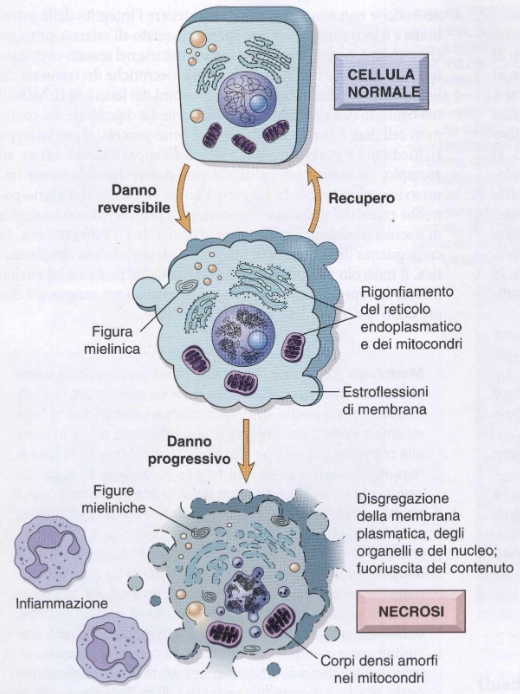 CELLULA
NORMALE
Danno
reversibile
Recupero
Rigonfiamento
del reticolo
endoplasmatico
e dei mitocondri
Figura
mielinica
Estroflessioni
di membrana
Danno
progressivo
Figure
mieliniche
Disgregazione
della membrana
plasmatica, degli
organelli e del nucleo;
fuoriuscita del contenuto
Infiammazione
NECROSI
Corpi densi amorfi
nei mitocondri